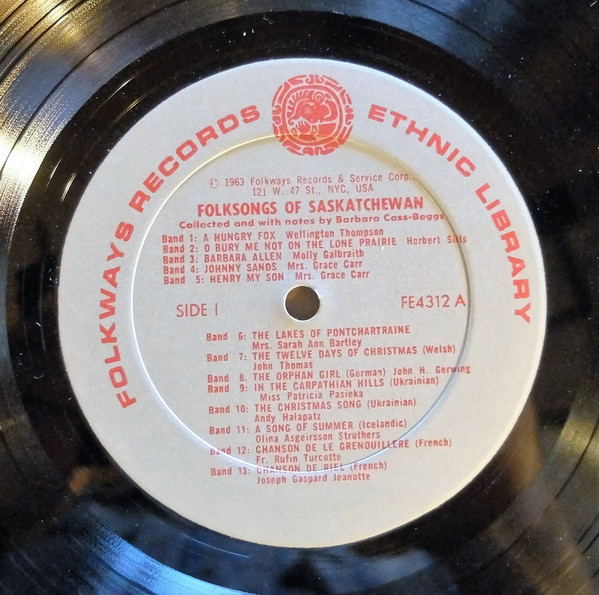 FOLKWAYS RECORDS ETHNIC LIBRARY
℗ 1963 Folkways Records & Service Corp.,
121 W. 47 St., NYC, USA
FOLKSONGS OF SASKATCHEWAN
Collected and with notes by Barbara Cass-Beggs
Band 1: A HUNGRY FOX Wellington Thompson
Band 2: O BURY ME NOT ON THE LONE PRAIRIE Herbert Sills
Band 3: BARBARA ALLEN Molly Galbraith
Band 4: JOHNNY SANDS Mrs. Grace Carr
Band 5: HENRY MY SON Mrs. Grace Carr
SIDE I FE4312 A
Band 6: THE LAKES OF PONTCHARTRAINE
Mrs. Sarah Ann Bartley
Band 7: THE TWELVE DAYS OF CHRISTMAS (Welsh)
John Thomas
Band 8: THE ORPHAN GIRL (German) John H. Gerwing
Band 9: IN THE CARPATHIAN HILLS (Ukrainian)
Miss Patricia Pasieka
Band 10: THE CHRISTMAS SONG (Ukrainian)
Andy Halapatz
Band 11: A SONG OF SUMMER (Icelandic)
Olina Asgeirsson Struthers
Band 12: CHANSON DE LE GRENOUILLERE (French)
Fr. Rufin Turcotte
Band 13: CHANSON DE RIEL (French)
Joseph Gaspard Jeanotte